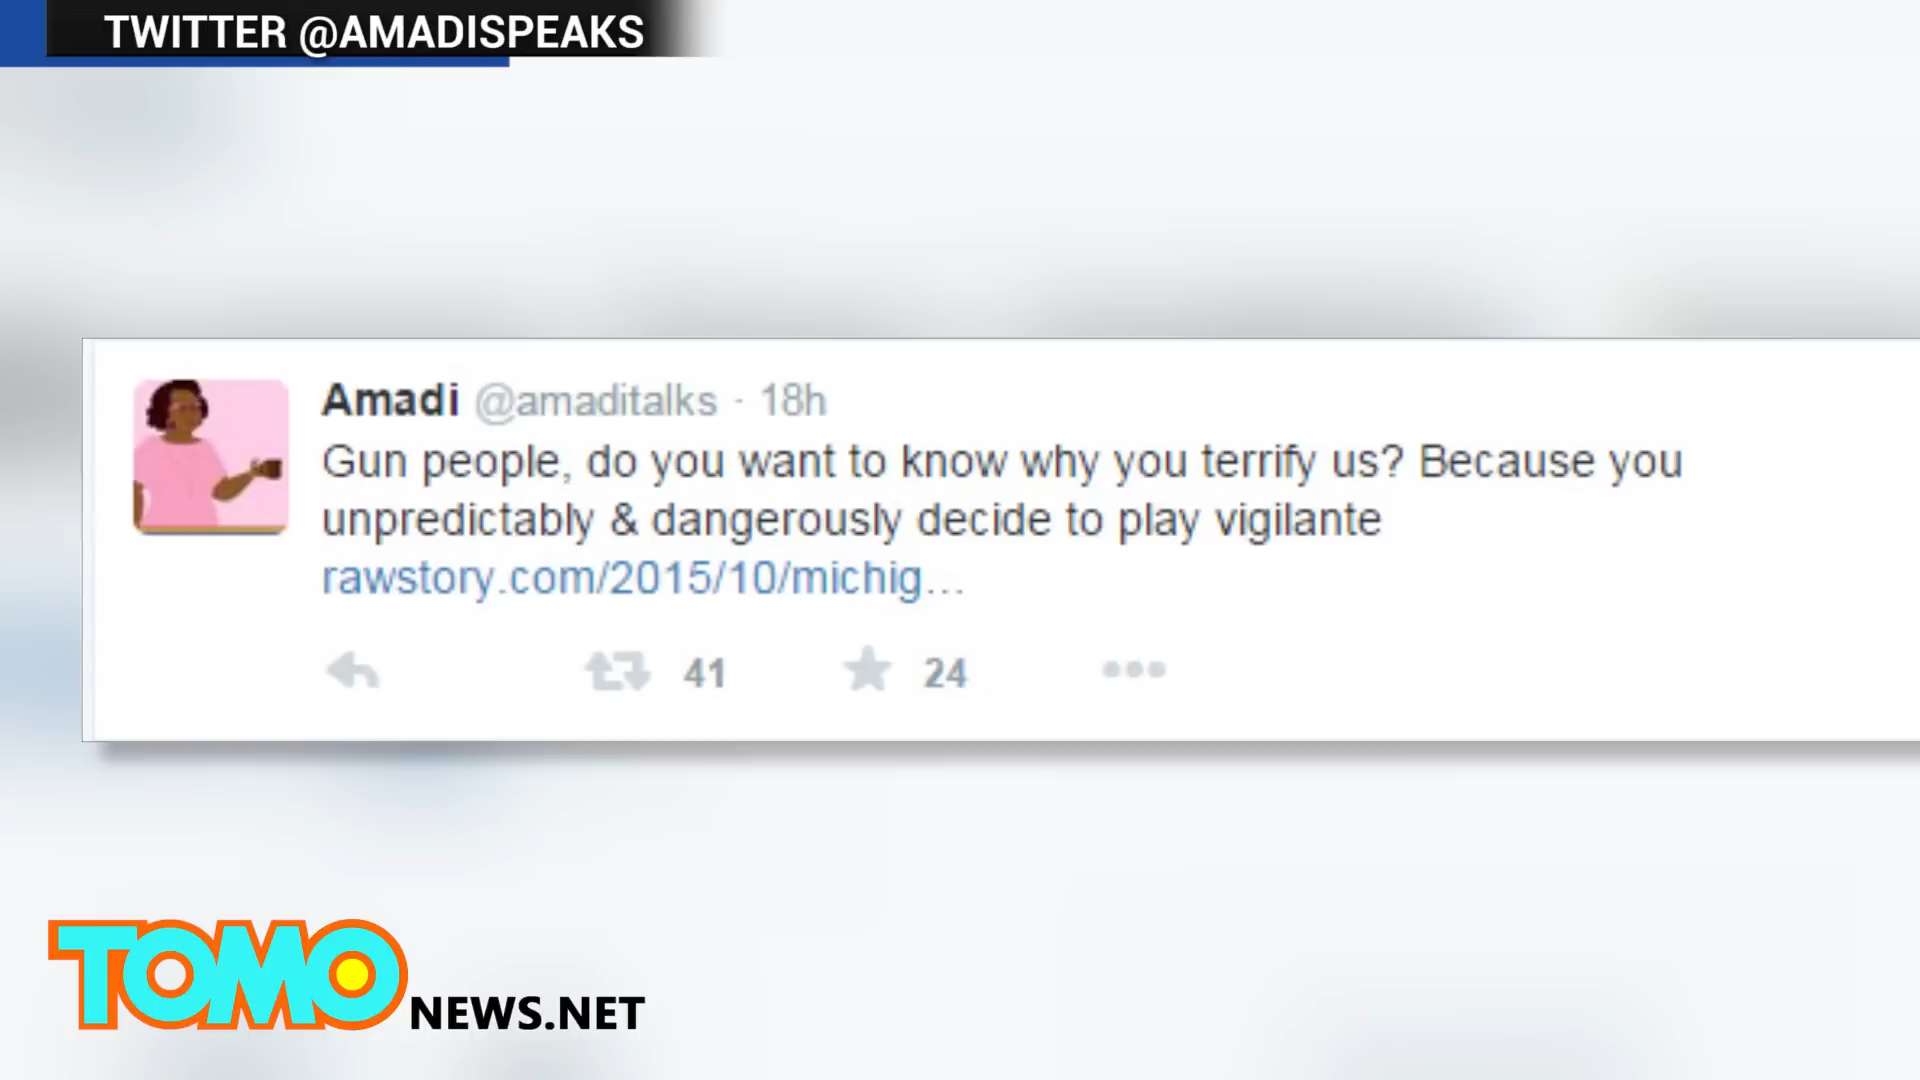 TWITTER @AMADISPEAKS
Amadi @amaditalks · 18h
Gun people, do you want to know why you terrify us? Because you
unpredictably & dangerously decide to play vigilante
rawstory.com/2015/10/michig...
41 24
TOMO NEWS.NET